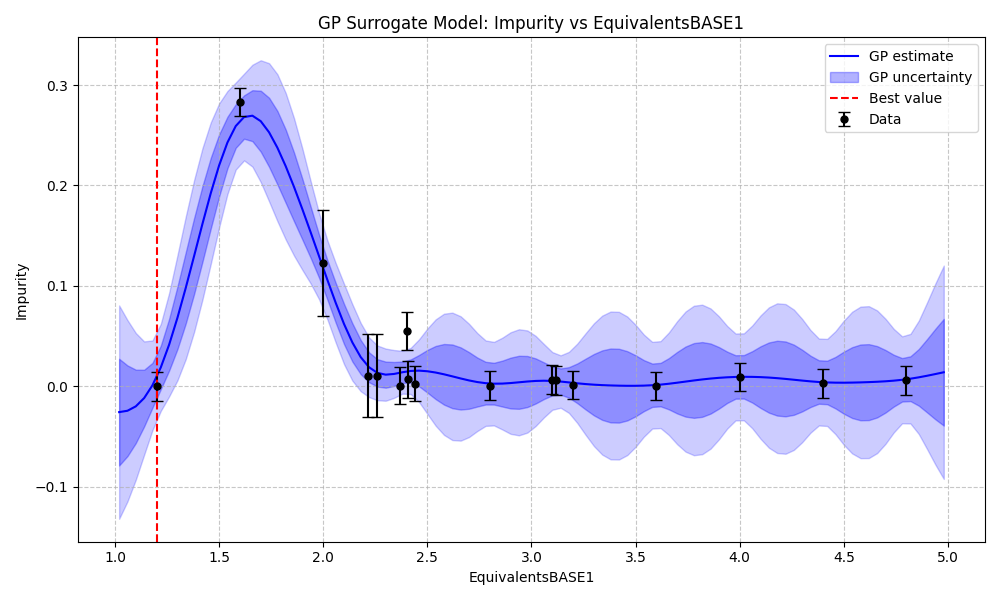 GP Surrogate Model: Impurity vs EquivalentsBASE1
GP estimate
GP uncertainty
Best value
Data
Impurity
0.3
0.2
0.1
0.0
−0.1
1.0 1.5 2.0 2.5 3.0 3.5 4.0 4.5 5.0
EquivalentsBASE1